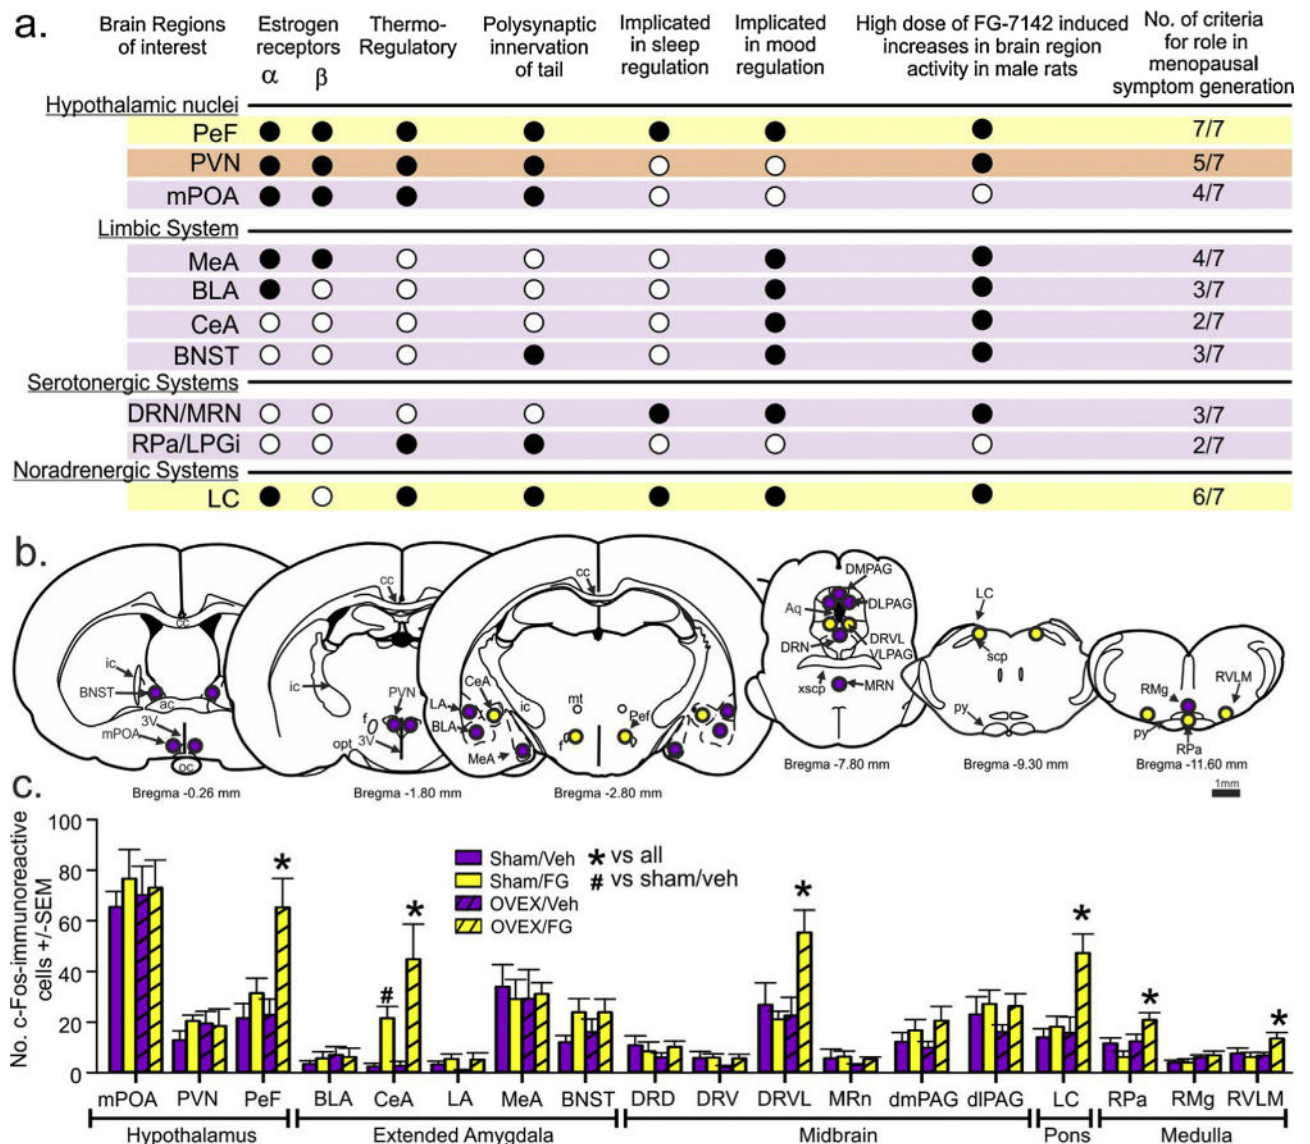 a.
Brain Regions of interest
Estrogen receptors
α β
Thermo-Regulatory
Polysynaptic innervation of tail
Implicated in sleep regulation
Implicated in mood regulation
High dose of FG-7142 induced increases in brain region activity in male rats
No. of criteria for role in menopausal symptom generation
Hypothalamic nuclei
PeF 7/7
PVN 5/7
mPOA 4/7
Limbic System
MeA 4/7
BLA 3/7
CeA 2/7
BNST 3/7
Serotonergic Systems
DRN/MRN 3/7
RPa/LPGi 2/7
Noradrenergic Systems
LC 6/7
b.
cc
ic
BNST
ac
3V
mPOA
oc
Bregma -0.26 mm
cc
ic
PVN
f
3V
opt
Bregma -1.80 mm
cc
CeA
LA
ic
BLA
MeA
mt
Pef
f
Bregma -2.80 mm
DMPAG
Aq
DLPAG
DRN
DRVL
VLPAG
xscp
MRN
Bregma -7.80 mm
LC
scp
py
Bregma -9.30 mm
RMg
RVLM
py
RPa
Bregma -11.60 mm
1mm
c.
No. c-Fos-immunoreactive cells +/-SEM
100
80
60
40
20
0
Sheam/Veh * vs all
Sham/FG # vs sham/veh
OVEX/Veh
OVEX/FG
* # * * * * *
mPOA PVN PeF BLA CeA LA MeA BNST DRD DRV DRVL MRn dmPAG dlPAG LC RPa RMg RVLM
Hypothalamus Extended Amygdala Midbrain Pons Medulla